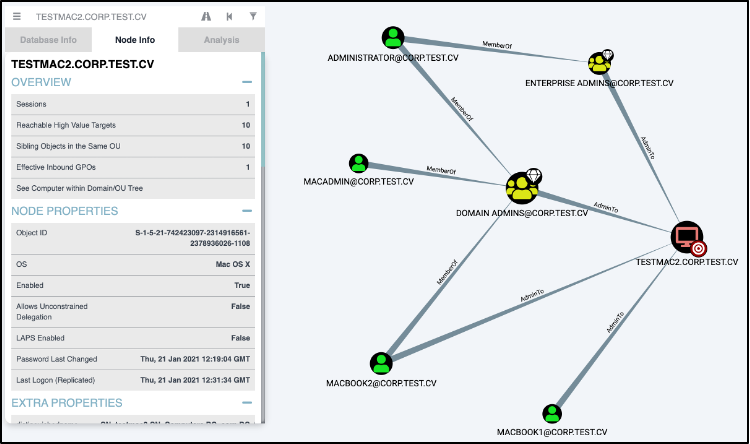 TESTMAC2.CORP.TEST.CV
Database Info Node Info Analysis
TESTMAC2.CORP.TEST.CV
OVERVIEW
Sessions 1
Reachable High Value Targets 10
Sibling Objects in the Same OU 10
Effective Inbound GPOs 1
See Computer within Domain/OU Tree
NODE PROPERTIES
Object ID S-1-5-21-742423097-2314916561-
2378936026-1108
OS Mac OS X
Enabled True
Allows Unconstrained
Delegation False
LAPS Enabled False
Password Last Changed Thu, 21 Jan 2021 12:19:04 GMT
Last Logon (Replicated) Thu, 21 Jan 2021 12:31:34 GMT
EXTRA PROPERTIES
MemberOf
ADMINISTRATOR@CORP.TEST.CV
ENTERPRISE ADMINS@CORP.TEST.CV
MemberOf
AdminTo
MemberOf
MACADMIN@CORP.TEST.CV
DOMAIN ADMINS@CORP.TEST.CV
AdminTo
TESTMAC2.CORP.TEST.CV
MemberOf
AdminTo
AdminTo
MACBOOK2@CORP.TEST.CV
MACBOOK1@CORP.TEST.CV